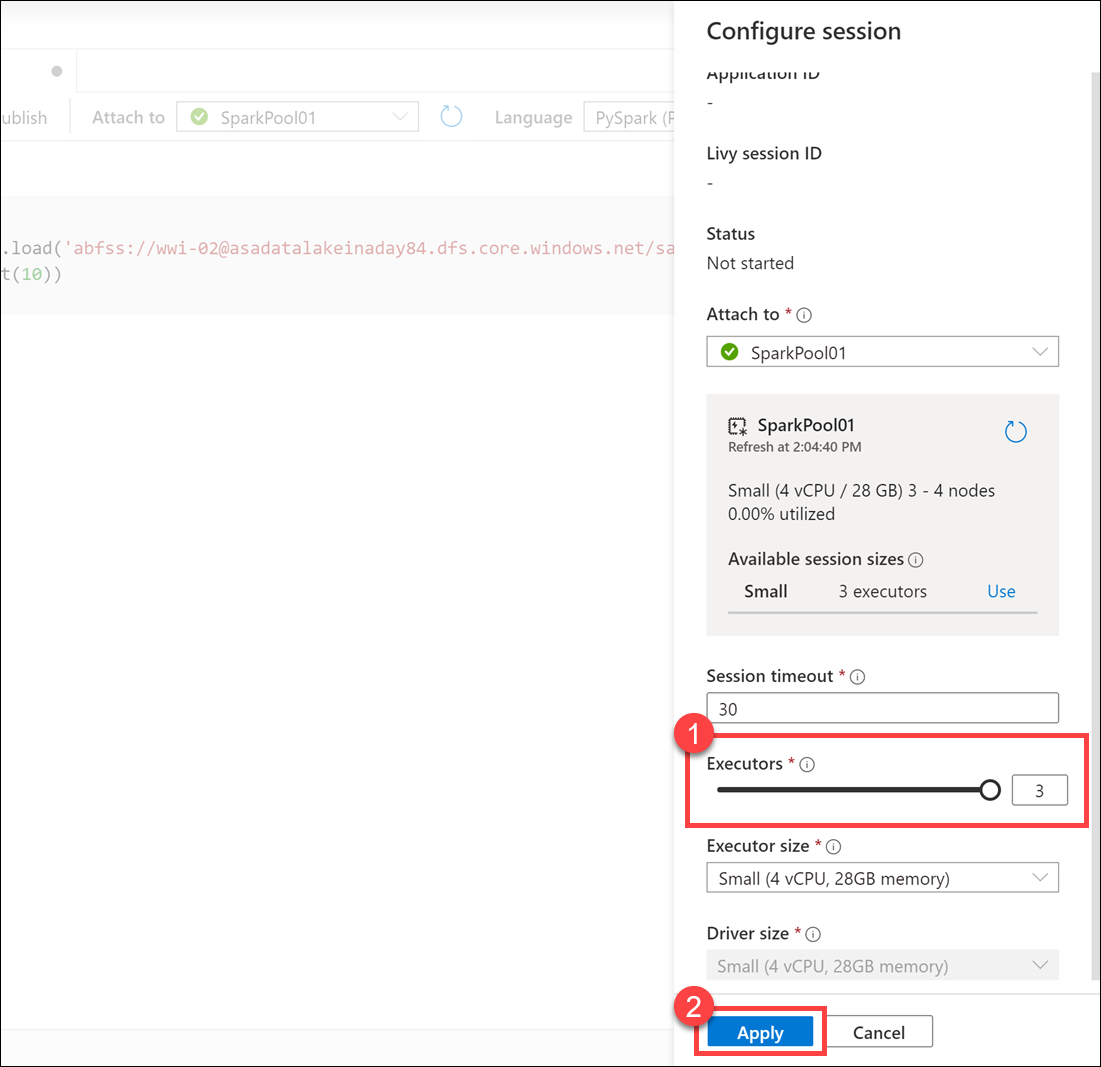 Configure session
Application ID
-
ublish
Attach to
SparkPool01
Language
PySpark (P
Livy session ID
-
.load('abfss://wwi-02@asadatalakeinaday84.dfs.core.windows.net/sa
t(10))
Status
Not started
Attach to *
SparkPool01
SparkPool01
Refresh at 2:04:40 PM
Small (4 vCPU / 28 GB) 3 - 4 nodes
0.00% utilized
Available session sizes
Small 3 executors Use
Session timeout *
30
1
Executors *
3
Executor size *
Small (4 vCPU, 28GB memory)
Driver size *
Small (4 vCPU, 28GB memory)
2
Apply Cancel